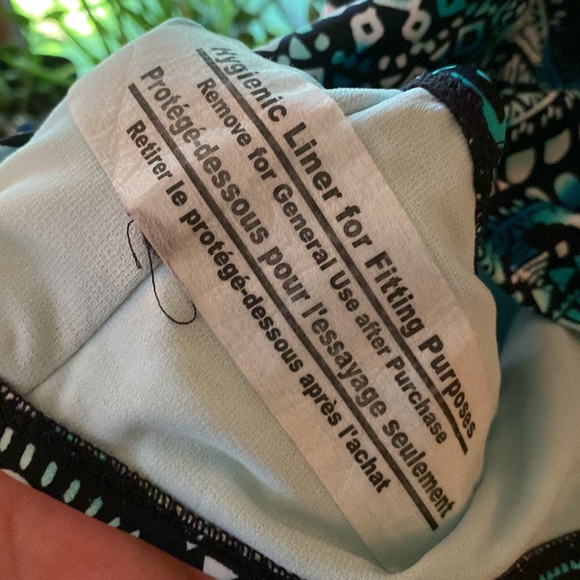 Hygienic Liner for Fitting Purposes
Remove for General Use after Purchase
Protégé-dessous pour l'essayage seulement
Retirer le protégé-dessous après l'achat